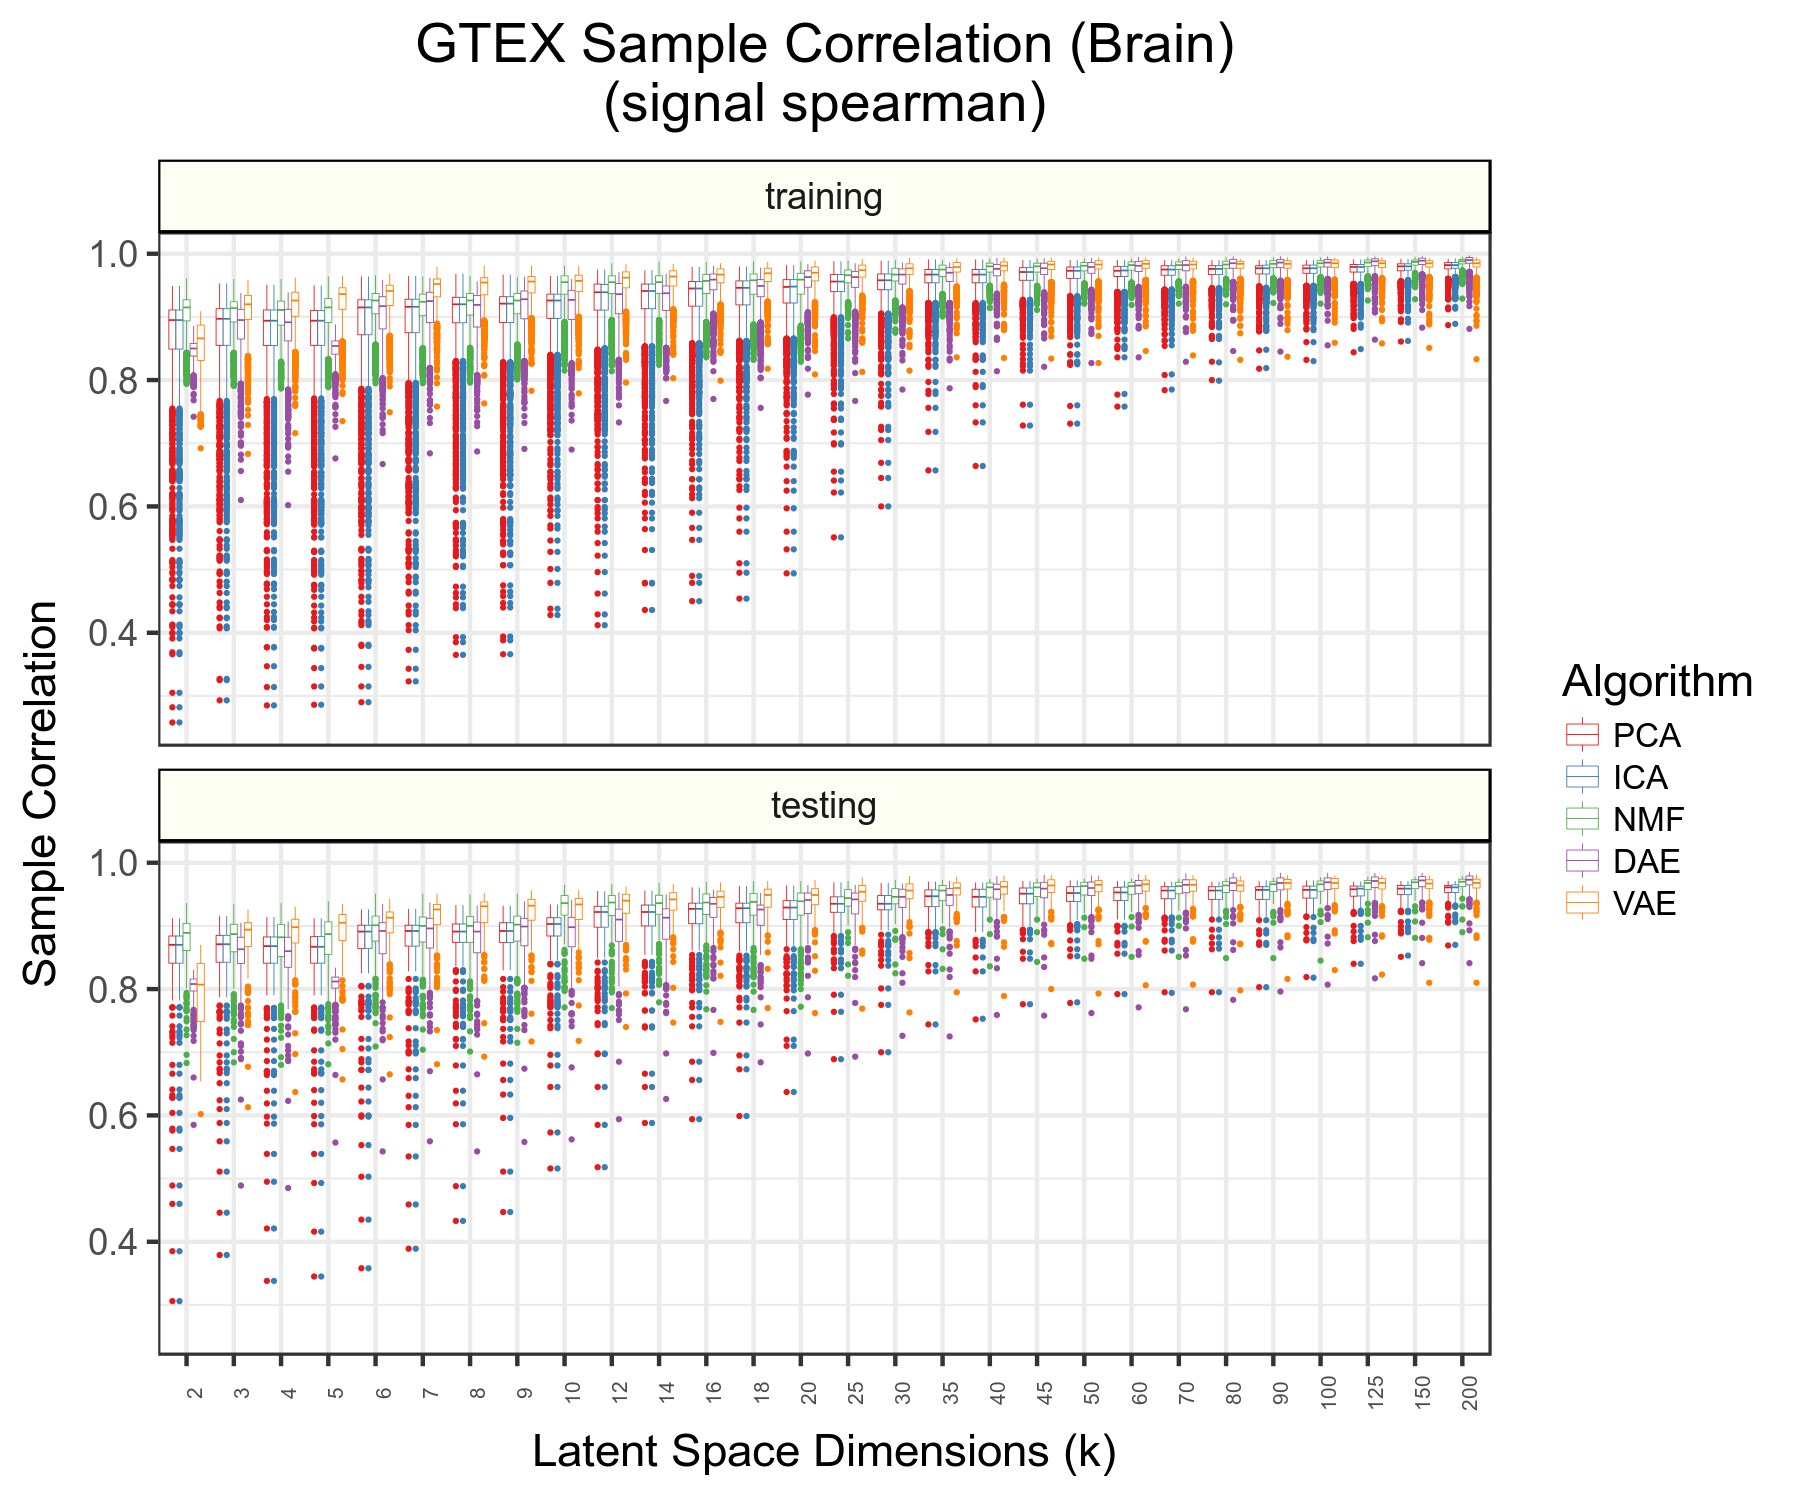 GTEX Sample Correlation (Brain)
(signal spearman)
training
1.0
0.8
0.6
0.4
testing
1.0
0.8
0.6
0.4
Sample Correlation
2 3 4 5 6 7 8 9 10 12 14 16 18 20 25 30 35 40 45 50 60 70 80 90 100 125 150 200
Latent Space Dimensions (k)
Algorithm
PCA
ICA
NMF
DAE
VAE